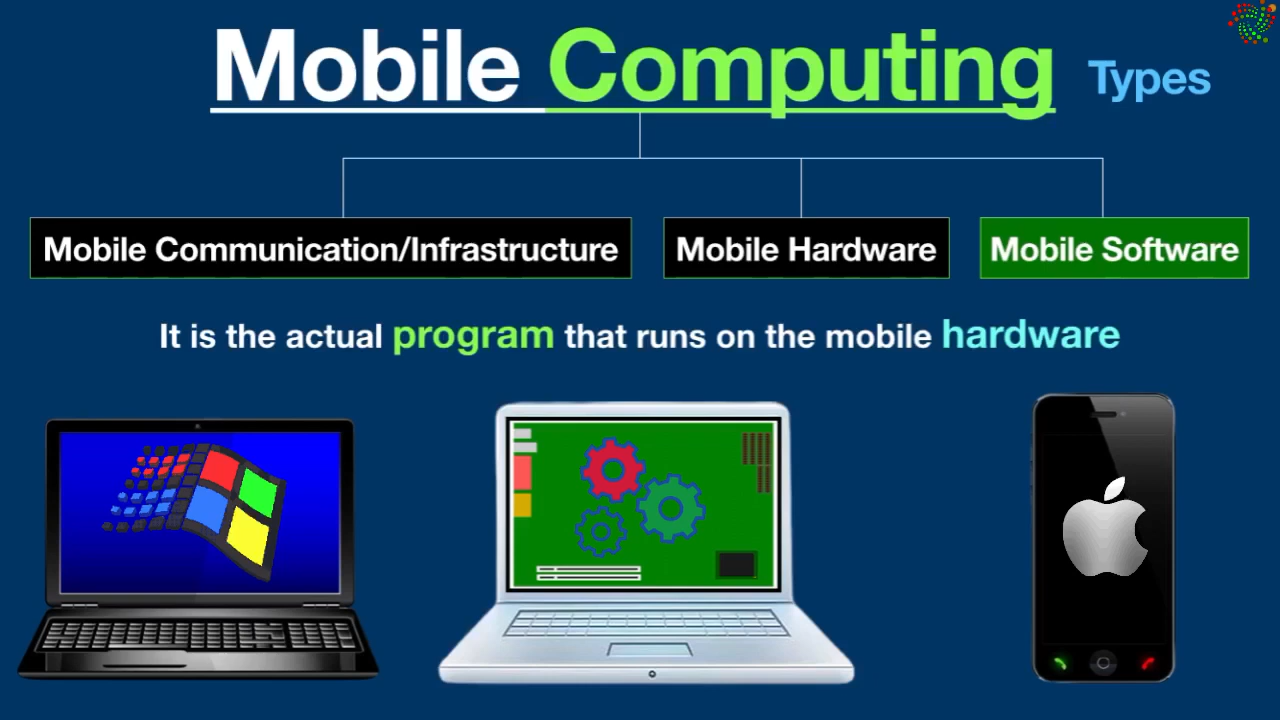 Mobile Computing Types
Mobile Communication/Infrastructure
Mobile Hardware
Mobile Software
It is the actual program that runs on the mobile hardware